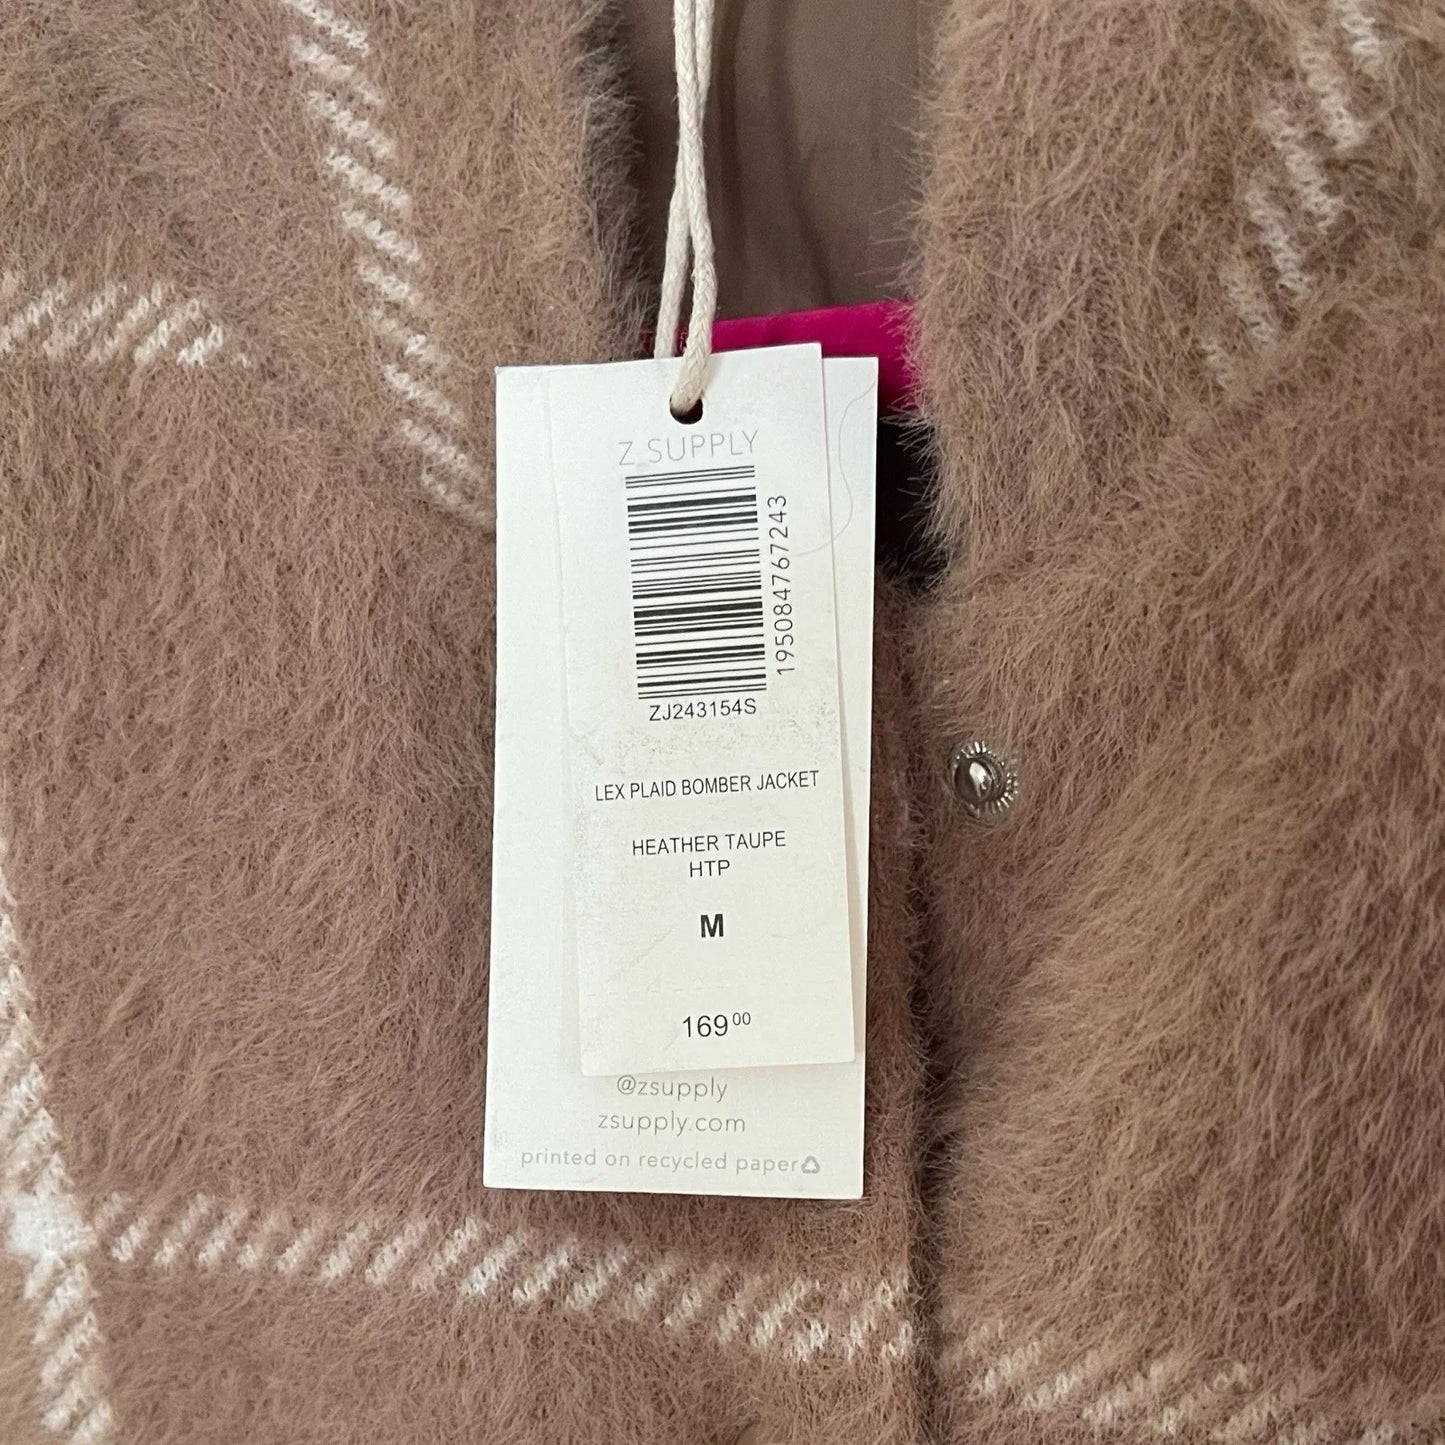 Z SUPPLY
195084767243
ZJ243154S
LEX PLAID BOMBER JACKET
HEATHER TAUPE
HTP
M
169 00
@zsupply
zsupply.com
printed on recycled paper